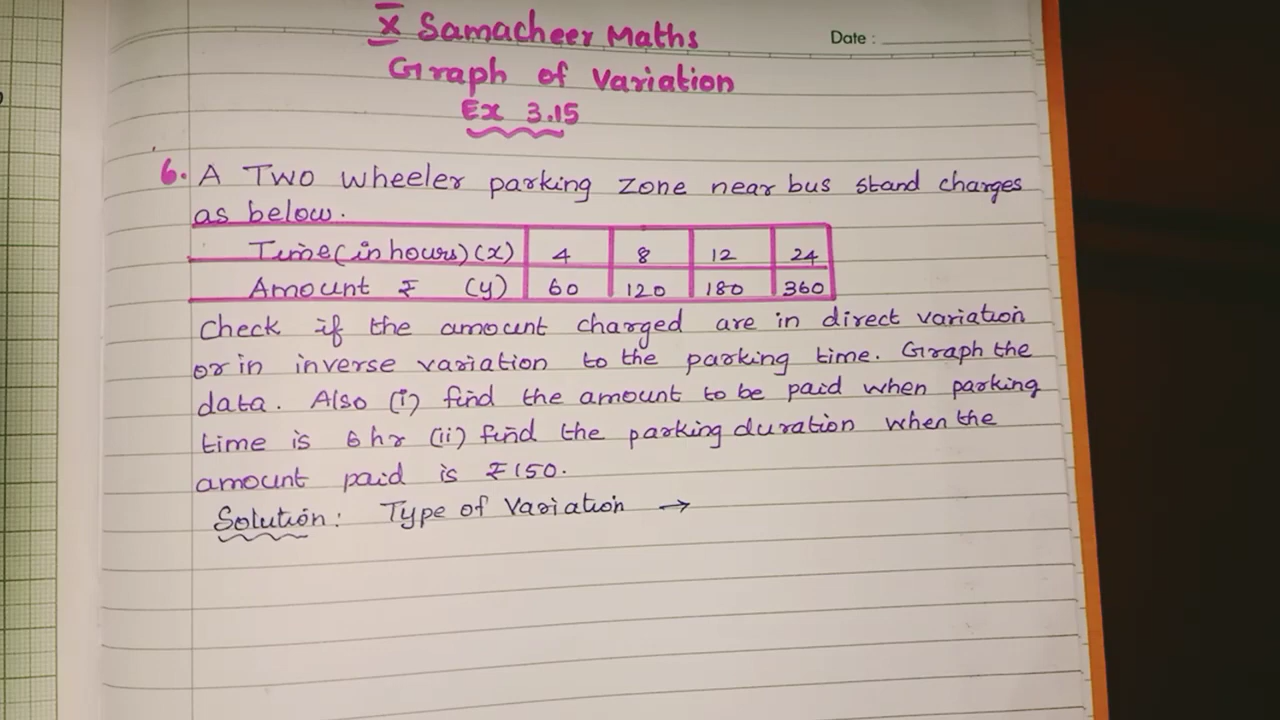 X Samacheer Maths
Date :
Graph of Variation
Ex 3.15
6. A Two wheeler parking zone near bus stand charges
as below.
Time (in hours) (x) 4 8 12 24
Amount ₹ (y) 60 120 180 360
Check if the amount charged are in direct variation
or in inverse variation to the parking time. Graph the
data. Also (i) find the amount to be paid when parking
time is 6 hr (ii) find the parking duration when the
amount paid is ₹150.
Solution: Type of Variation →